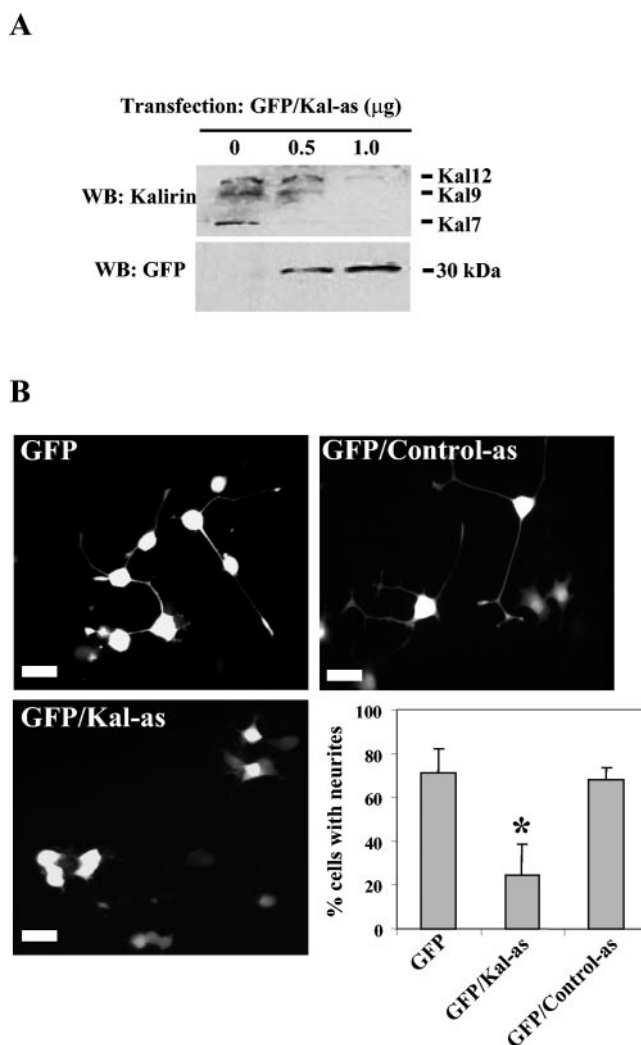 A
Transfection: GFP/Kal-as (μg)
0 0.5 1.0
WB: Kalirin
Kal12
Kal9
Kal7
WB: GFP
30 kDa
B
GFP
GFP/Control-as
GFP/Kal-as
% cells with neurites
100
80
60
40
20
0
*
GFP
GFP/Kal-as
GFP/Control-as